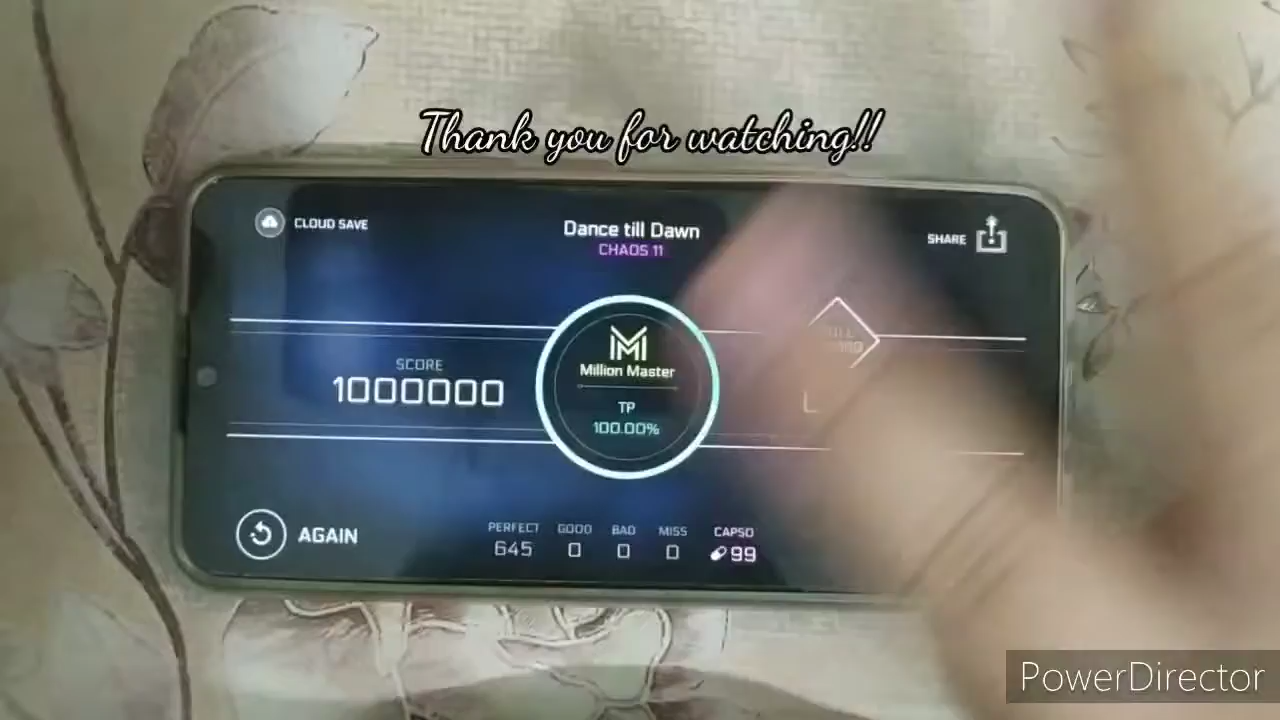 Thank you for watching!!
CLOUD SAVE
Dance till Dawn
CHAOS 11
SHARE
SCORE
1000000
Million Master
TP
100.00%
AGAIN
PERFECT GOOD BAD MISS CAPSO
645 0 0 0 99
PowerDirector